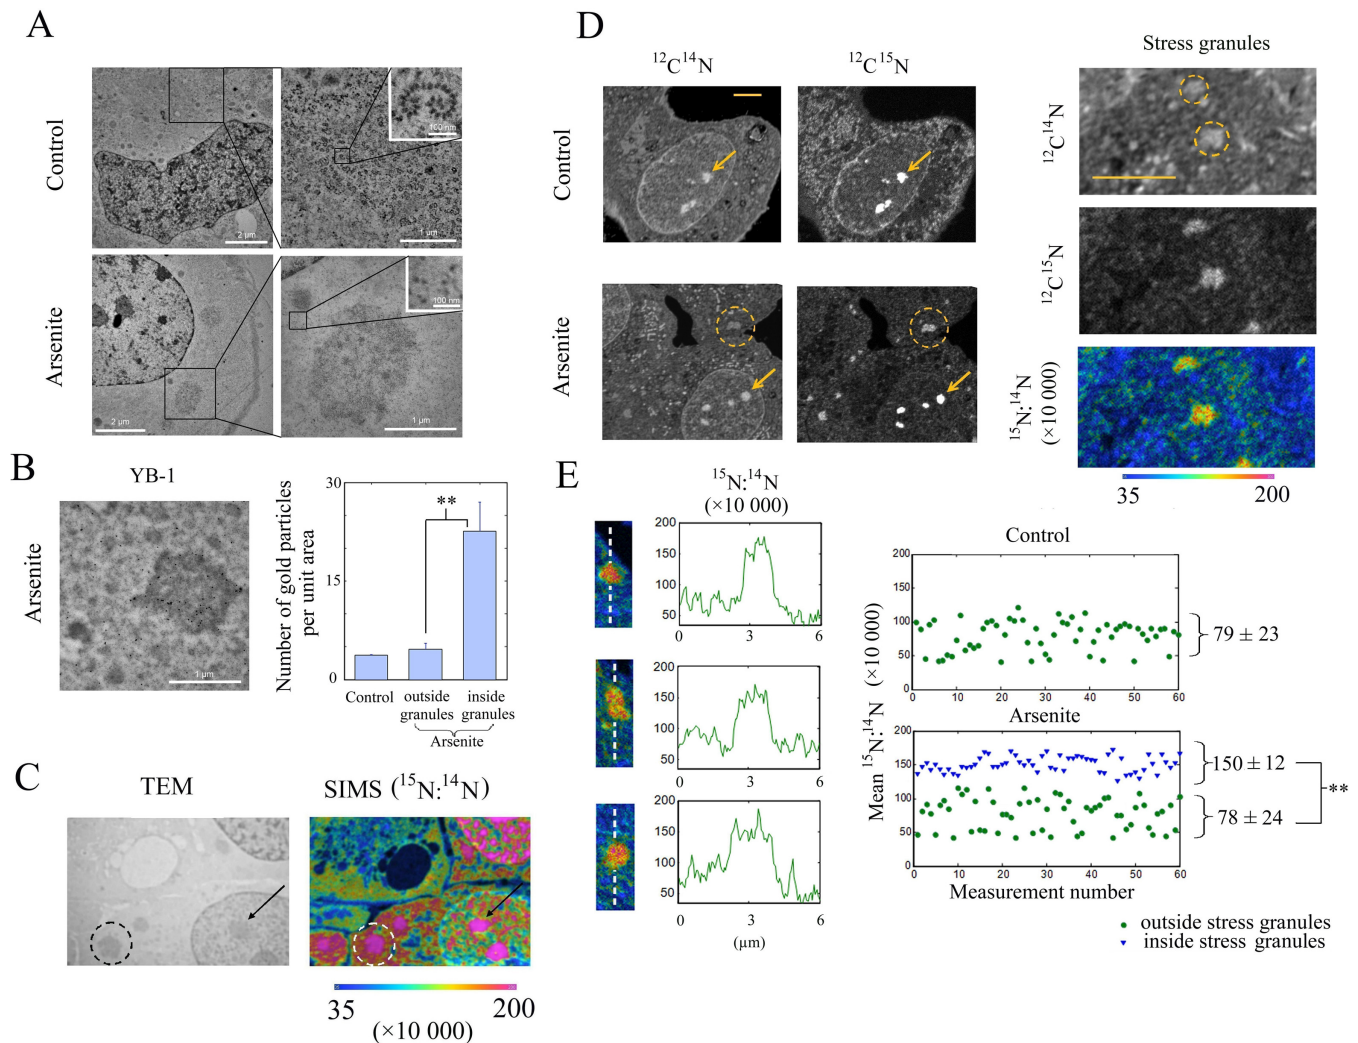 A
Control
Arsenite
2 µm
1 µm
100 nm
2 µm
1 µm
100 nm
B
YB-1
Arsenite
1 µm
Number of gold particles
per unit area
30
15
0
**
Control
outside
granules
inside
granules
Arsenite
C
TEM
SIMS (¹⁵N:¹⁴N)
35
200
(×10 000)
D
¹²C¹⁴N
¹²C¹⁵N
Control
Arsenite
Stress granules
¹²C¹⁴N
¹²C¹⁵N
¹⁵N:¹⁴N
(×10 000)
35
200
E
¹⁵N:¹⁴N
(×10 000)
200
150
100
50
0 3 6
200
150
100
50
0 3 6
200
150
100
50
0 3 6
(µm)
Mean ¹⁵N:¹⁴N (×10 000)
Control
200
150
100
50
0
0 10 20 30 40 50 60
79 ± 23
Arsenite
200
150
100
50
0
0 10 20 30 40 50 60
150 ± 12
78 ± 24
**
Measurement number
outside stress granules
inside stress granules